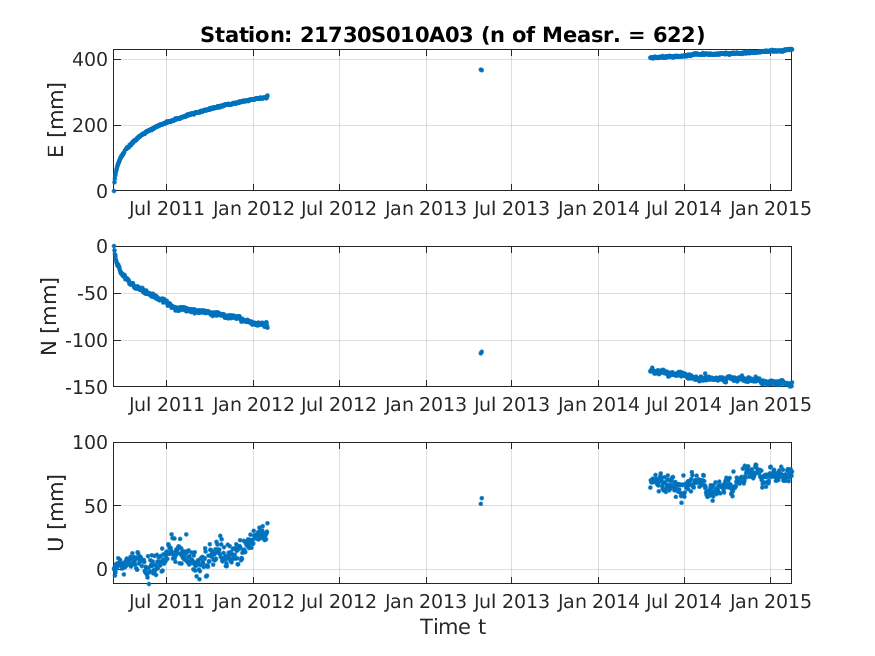 Station: 21730S010A03 (n of Measr. = 622)
400
200
0
E [mm]
Jul 2011 Jan 2012 Jul 2012 Jan 2013 Jul 2013 Jan 2014 Jul 2014 Jan 2015
0
-50
-100
-150
N [mm]
Jul 2011 Jan 2012 Jul 2012 Jan 2013 Jul 2013 Jan 2014 Jul 2014 Jan 2015
100
50
0
U [mm]
Jul 2011 Jan 2012 Jul 2012 Jan 2013 Jul 2013 Jan 2014 Jul 2014 Jan 2015
Time t